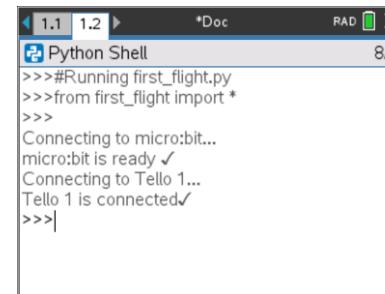 1.1 1.2 *Doc RAD
Python Shell
>>>#Running first_flight.py
>>>from first_flight import *
>>>
Connecting to micro:bit...
micro:bit is ready ✓
Connecting to Tello 1...
Tello 1 is connected✓
>>>